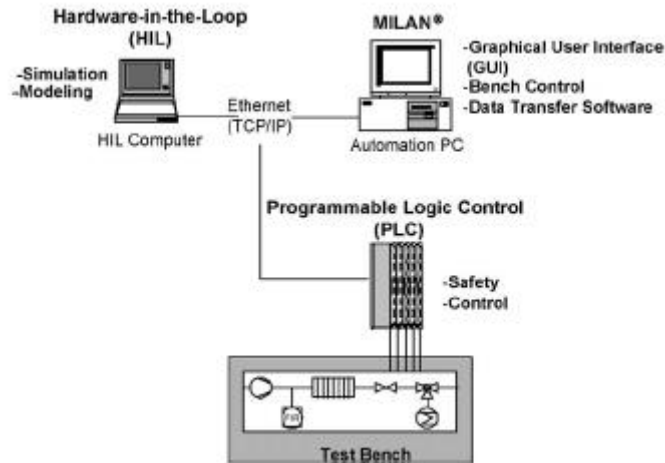 Hardware-in-the-Loop
(HIL)
-Simulation
-Modeling
HIL Computer
Ethernet
(TCP/IP)
MILAN®
-Graphical User Interface
(GUI)
-Bench Control
-Data Transfer Software
Automation PC
Programmable Logic Control
(PLC)
-Safety
-Control
Test Bench